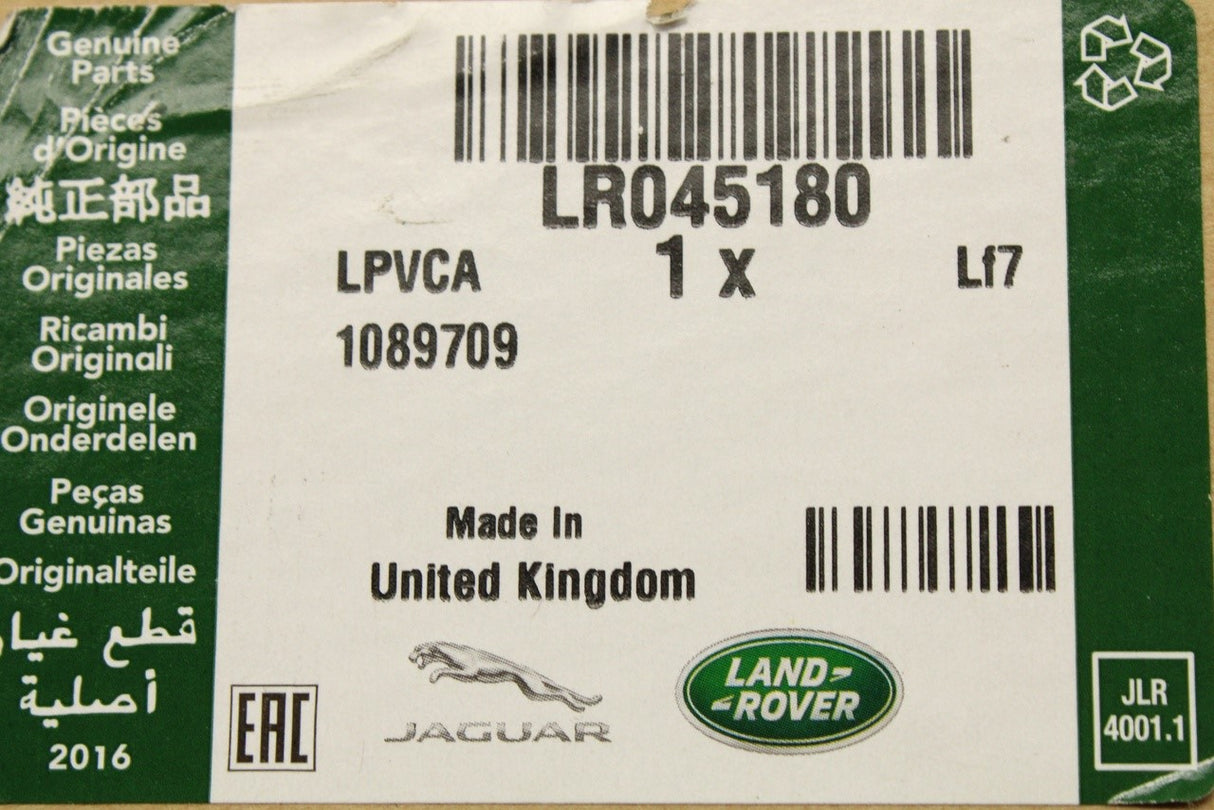 Genuine
Parts
Pièces
d'Origine
純正部品
Piezas
Originales
Ricambi
Originali
Originele
Onderdelen
Peças
Genuinas
Originalteile
قطع غيار
أصلية
2016
LR045180
LPVCA 1 x Lf7
1089709
Made In
United Kingdom
EAC
JAGUAR
LAND-
-ROVER
JLR
4001.1